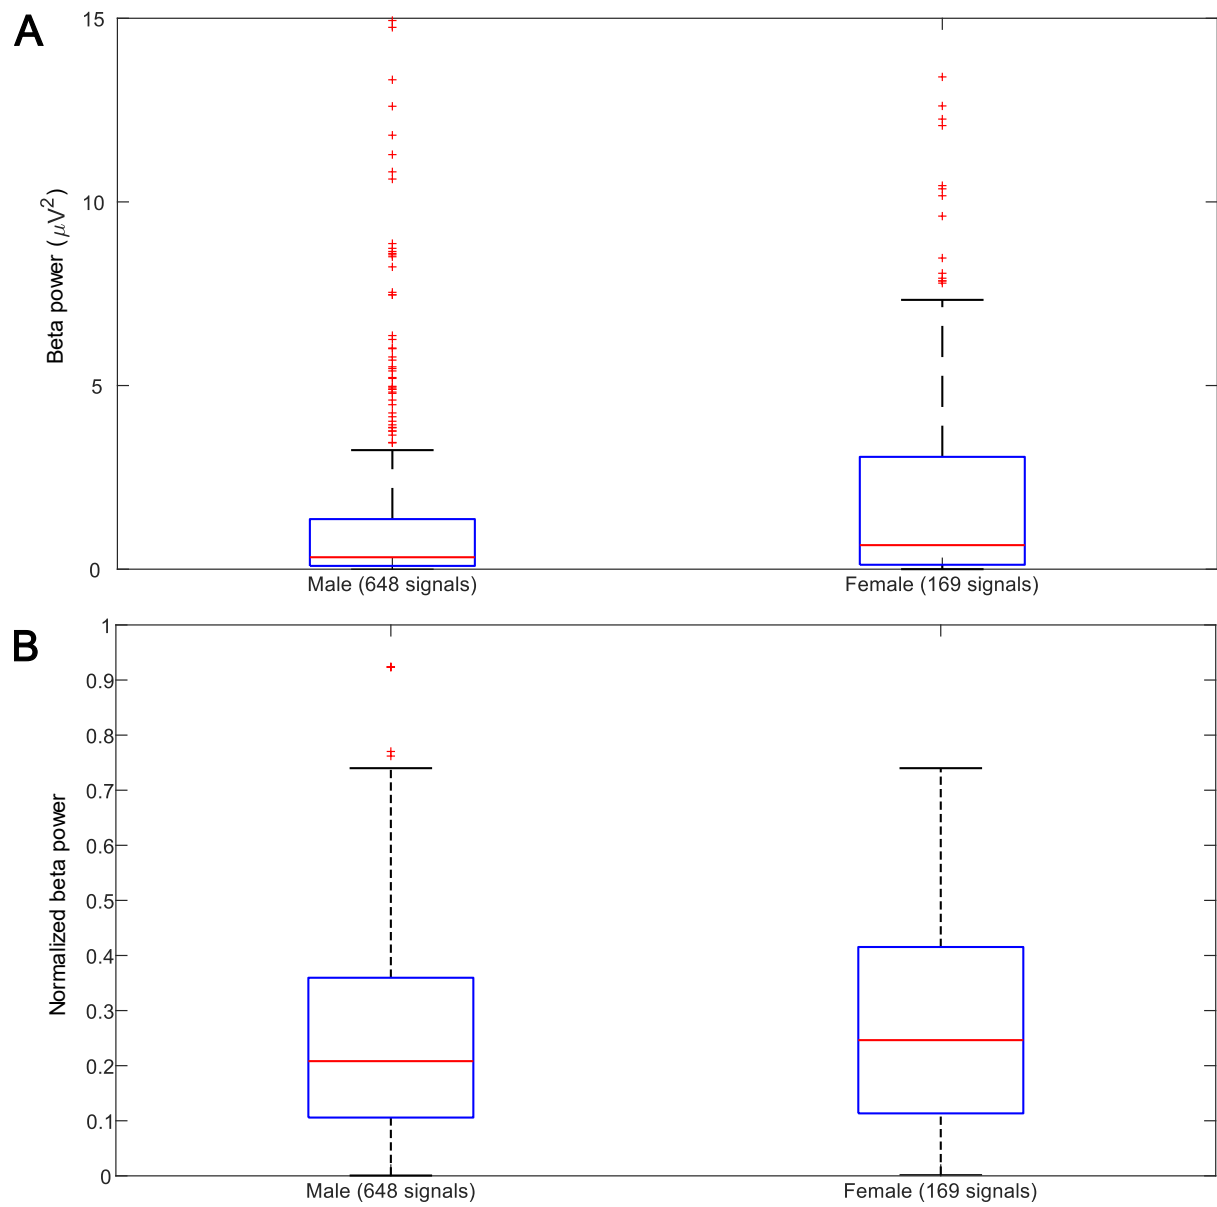 A
15
10
5
0
Beta power (μV²)
Male (648 signals) Female (169 signals)
B
1
0.9
0.8
0.7
0.6
0.5
0.4
0.3
0.2
0.1
0
Normalized beta power
Male (648 signals) Female (169 signals)